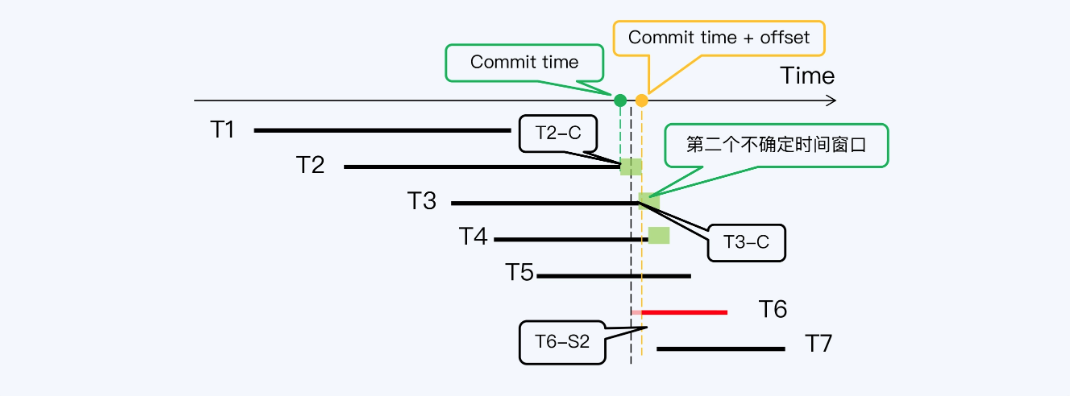 Commit time + offset
Commit time
Time
T1
T2-C
第二个不确定时间窗口
T2
T3
T4
T3-C
T5
T6
T6-S2
T7